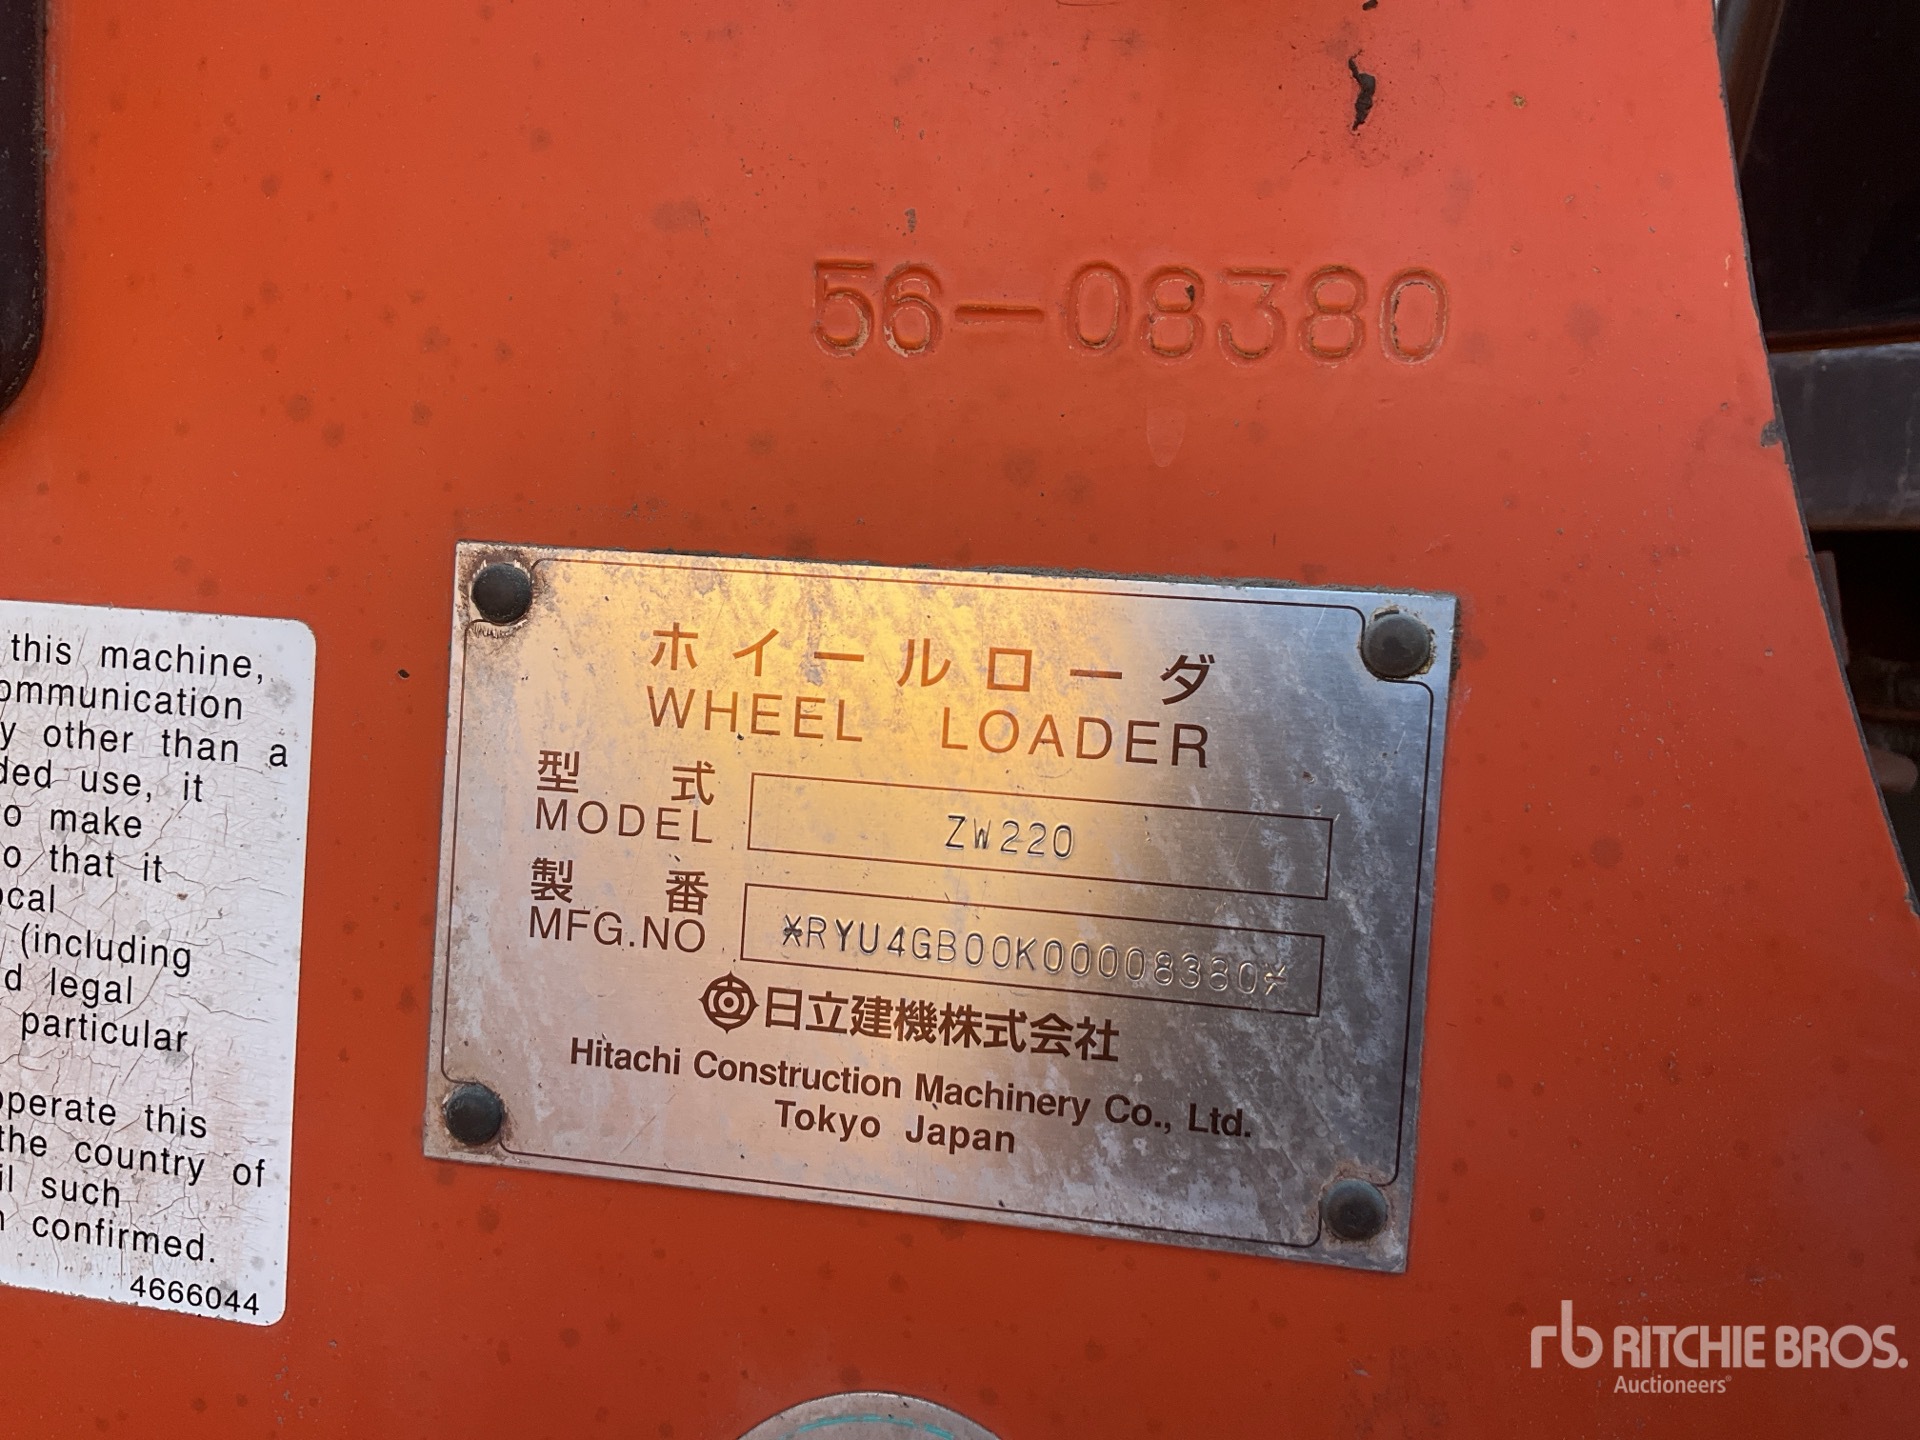 56-08380
ホイールローダ
WHEEL LOADER
型 式
MODEL
ZW220
製 番
MFG.NO
*RYU4GB00K00008380*
日立建機株式会社
Hitachi Construction Machinery Co., Ltd.
Tokyo Japan
this machine,
ommunication
y other than a
ded use, it
o make
o that it
ocal
(including
d legal
particular
operate this
the country of
il such
n confirmed.
4666044
rb RITCHIE BROS.
Auctioneers